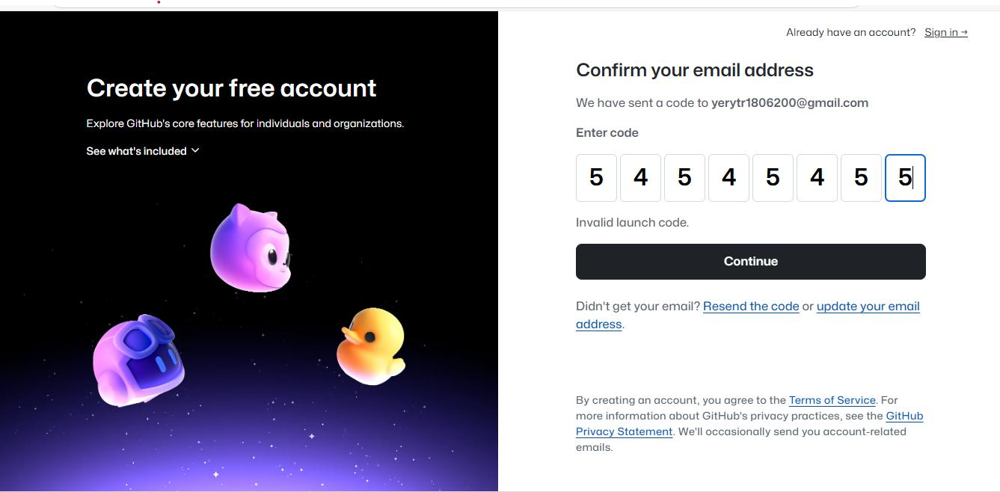 Already have an account? Sign in →
Create your free account
Explore GitHub's core features for individuals and organizations.
See what's included
Confirm your email address
We have sent a code to yerytr1806200@gmail.com
Enter code
5 4 5 4 5 4 5 5
Invalid launch code.
Continue
Didn't get your email? Resend the code or update your email
address.
By creating an account, you agree to the Terms of Service. For
more information about GitHub's privacy practices, see the GitHub
Privacy Statement. We'll occasionally send you account-related
emails.